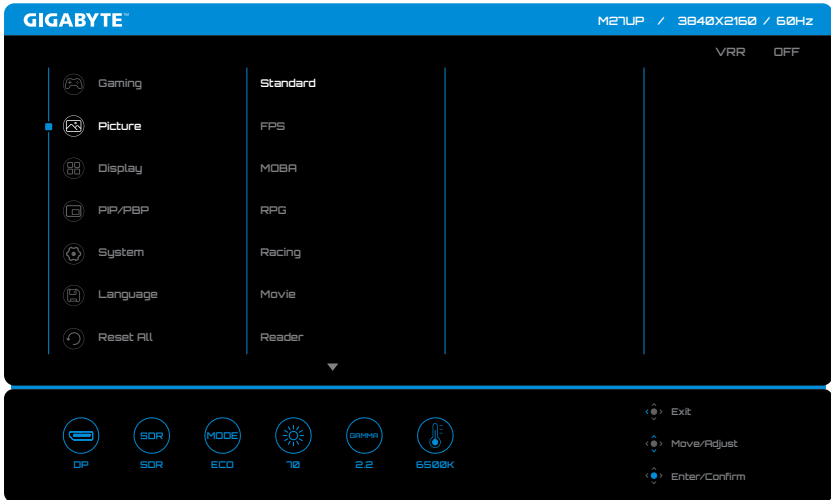 GIGABYTE™ M27UP / 3840X2160 / 60Hz
VRR OFF
Gaming
Picture
Display
PIP/PBP
System
Language
Reset All
Standard
FPS
MOBA
RPG
Racing
Movie
Reader
SDR MODE GAMMA
DP SDR ECO 70 2.2 6500K
Exit
Move/Adjust
Enter/Confirm